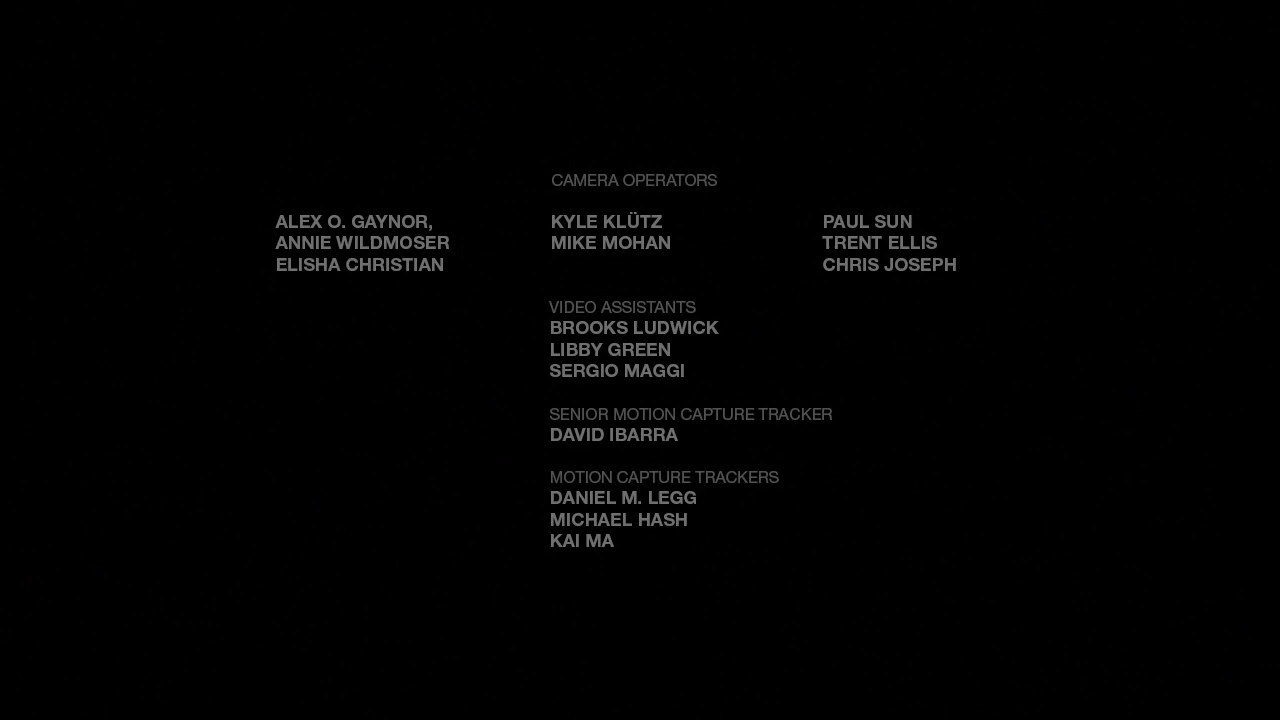 CAMERA OPERATORS
ALEX O. GAYNOR,
ANNIE WILDMOSER
ELISHA CHRISTIAN
KYLE KLÜTZ
MIKE MOHAN
PAUL SUN
TRENT ELLIS
CHRIS JOSEPH
VIDEO ASSISTANTS
BROOKS LUDWICK
LIBBY GREEN
SERGIO MAGGI
SENIOR MOTION CAPTURE TRACKER
DAVID IBARRA
MOTION CAPTURE TRACKERS
DANIEL M. LEGG
MICHAEL HASH
KAI MA